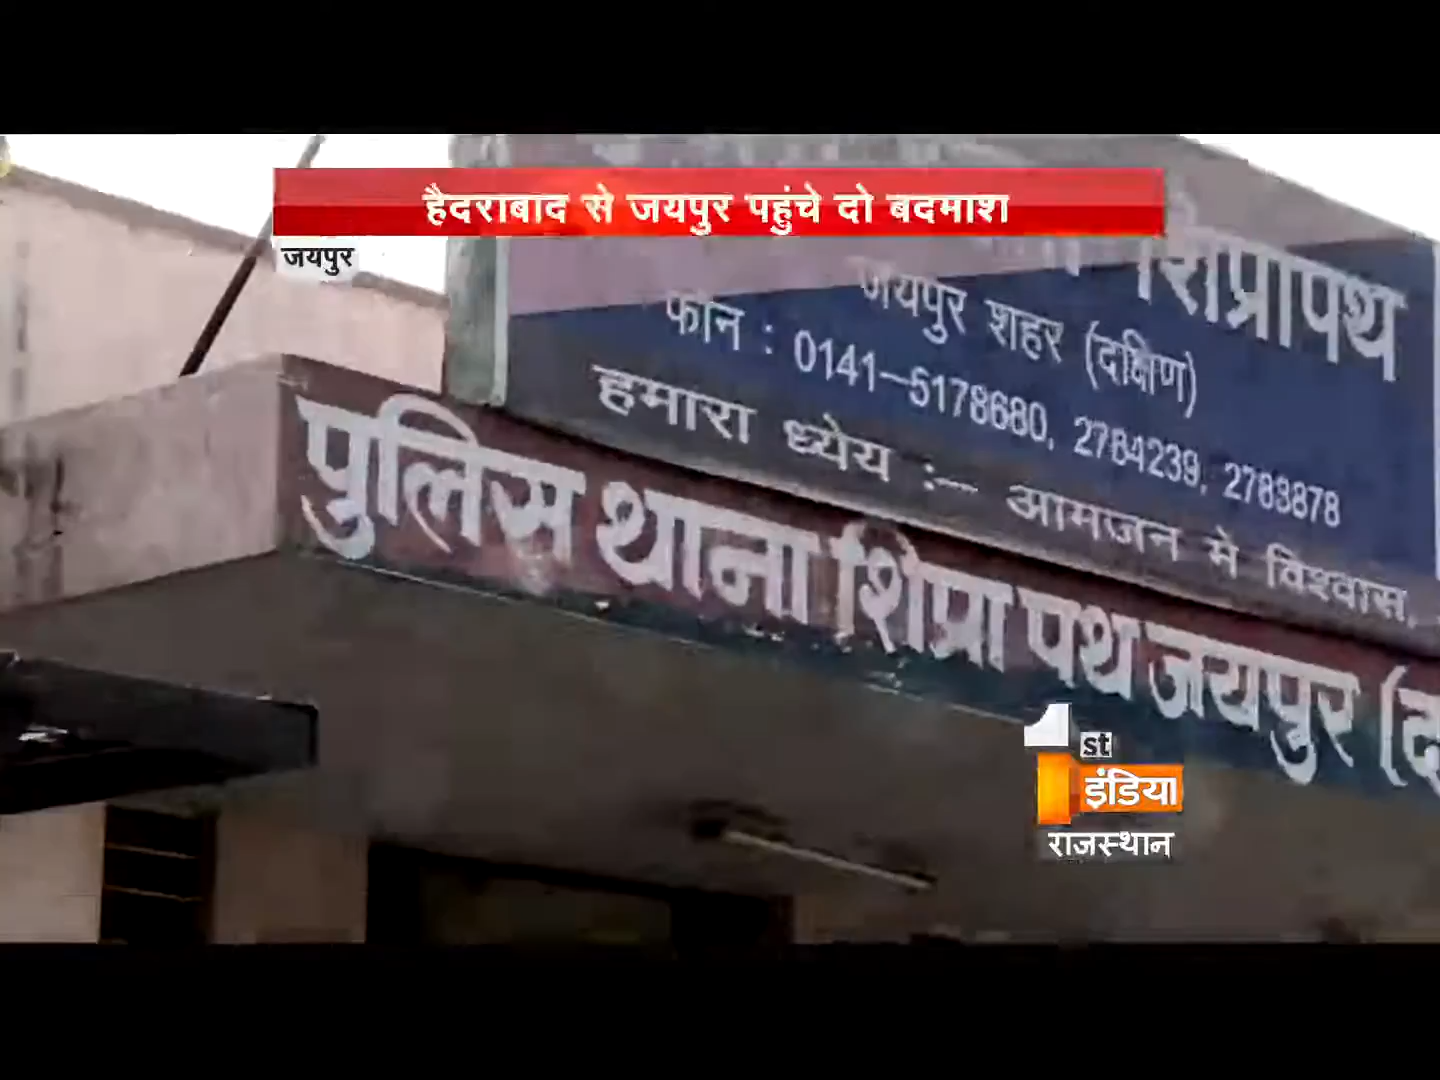 हैदराबाद से जयपुर पहुंचे दो बदमाश
जयपुर
शिप्रापथ
जयपुर शहर (दक्षिण)
फोन : 0141-5178680, 2784239, 2783878
हमारा ध्येय :- आमजन मे विश्वास,
पुलिस थाना शिप्रा पथ जयपुर (द
1st
इंडिया
राजस्थान